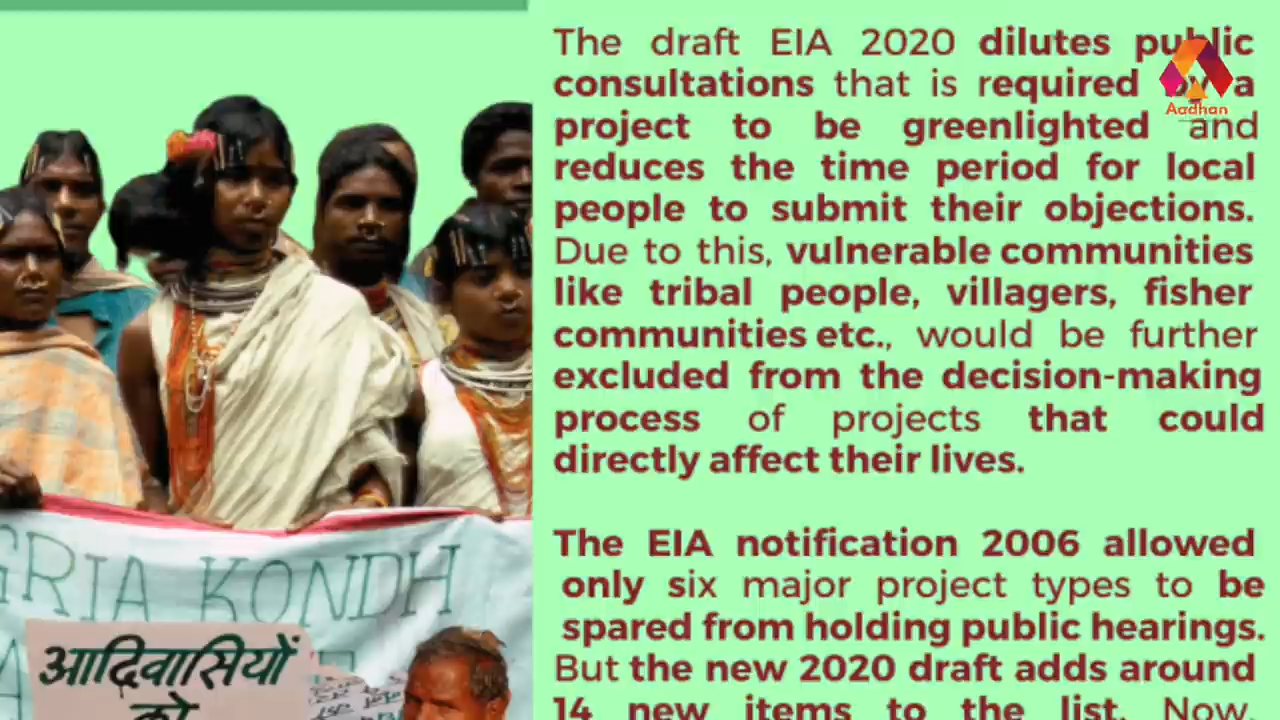 The draft EIA 2020 dilutes public
consultations that is required by a
project to be greenlighted and
reduces the time period for local
people to submit their objections.
Due to this, vulnerable communities
like tribal people, villagers, fisher
communities etc., would be further
excluded from the decision-making
process of projects that could
directly affect their lives.
The EIA notification 2006 allowed
only six major project types to be
spared from holding public hearings.
But the new 2020 draft adds around
14 new items to the list. Now,
Aadhan
GRIA KONDH
आदिवासियों
को